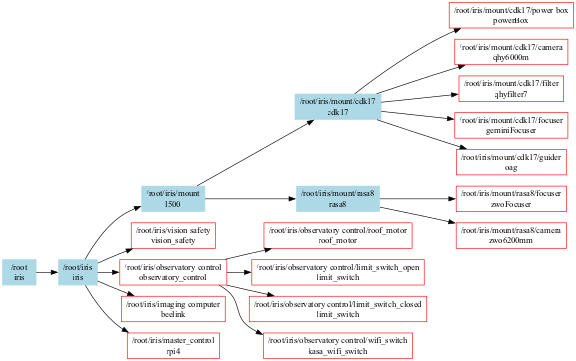 /root/iris/mount/cdk17/power box
powerBox
/root/iris/mount/cdk17/camera
qhy6000m
/root/iris/mount/cdk17/filter
qhyfilter7
/root/iris/mount/cdk17
cdk17
/root/iris/mount/cdk17/focuser
geminiFocuser
/root/iris/mount/cdk17/guider
oag
/root/iris/mount
1500
/root/iris/mount/rasa8
rasa8
/root/iris/mount/rasa8/focuser
zwoFocuser
/root/iris/mount/rasa8/camera
zwo6200mm
/root/iris/vision safety
vision_safety
/root/iris/observatory control/roof_motor
roof_motor
/root
iris
/root/iris
iris
/root/iris/observatory control
observatory_control
/root/iris/observatory control/limit_switch_open
limit_switch
/root/iris/imaging computer
beelink
/root/iris/observatory control/limit_switch_closed
limit_switch
/root/iris/master_control
rpi4
/root/iris/observatory control/wifi_switch
kasa_wifi_switch